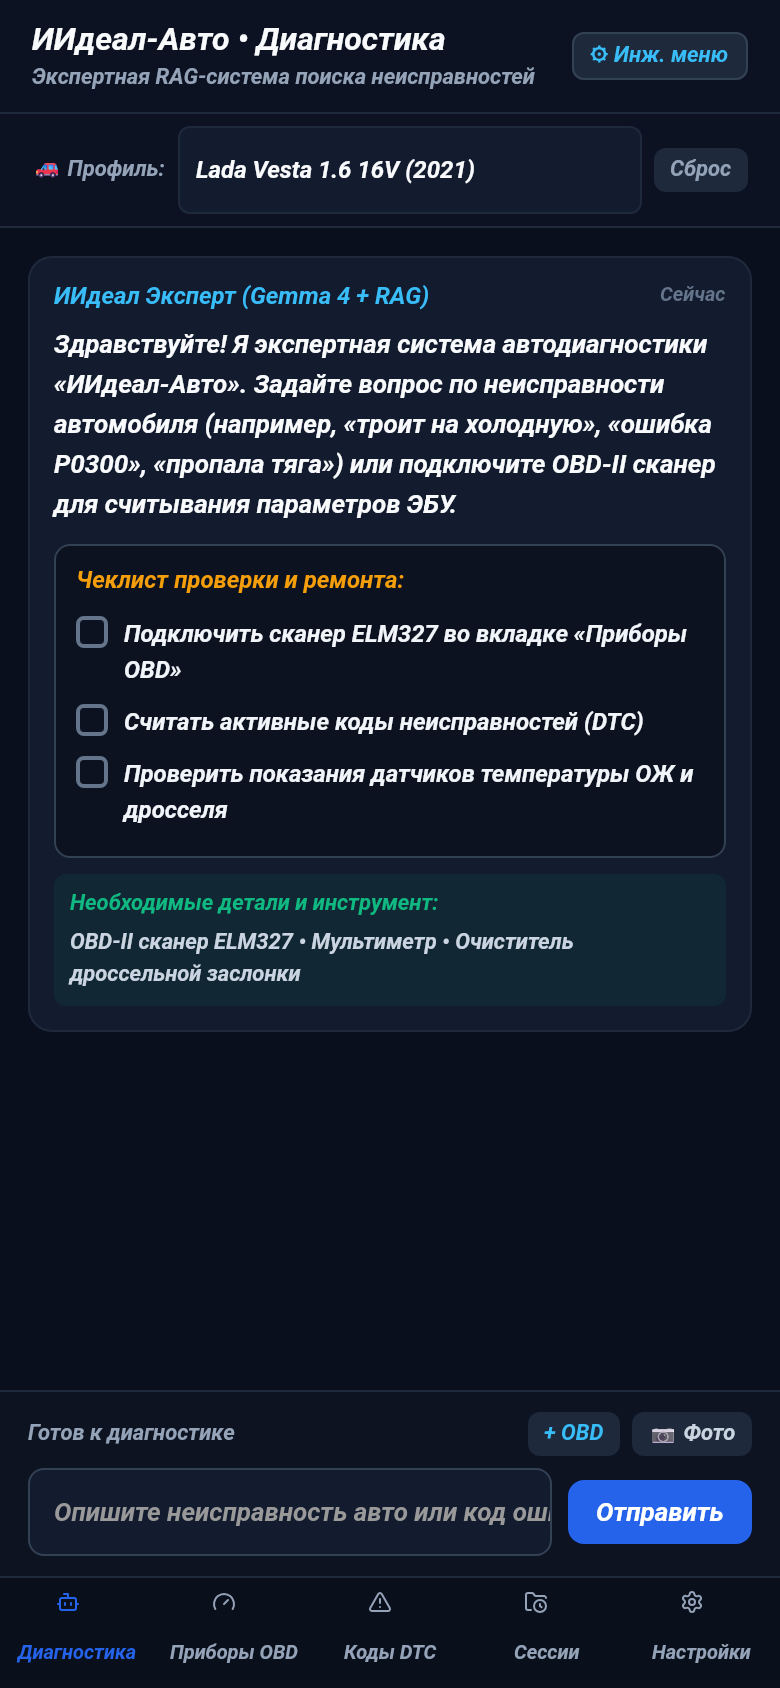 ИИдеал-Авто • Диагностика
Экспертная RAG-система поиска неисправностей
Инж. меню
Профиль:
Lada Vesta 1.6 16V (2021)
Сброс
ИИдеал Эксперт (Gemma 4 + RAG)
Сейчас
Здравствуйте! Я экспертная система автодиагностики
«ИИдеал-Авто». Задайте вопрос по неисправности
автомобиля (например, «троит на холодную», «ошибка
P0300», «пропала тяга») или подключите OBD-II сканер
для считывания параметров ЭБУ.
Чеклист проверки и ремонта:
Подключить сканер ELM327 во вкладке «Приборы
OBD»
Считать активные коды неисправностей (DTC)
Проверить показания датчиков температуры ОЖ и
дросселя
Необходимые детали и инструмент:
OBD-II сканер ELM327 • Мультиметр • Очиститель
дроссельной заслонки
Готов к диагностике
+ OBD
Фото
Опишите неисправность авто или код
Отправить
Диагностика
Приборы OBD
Коды DTC
Сессии
Настройки